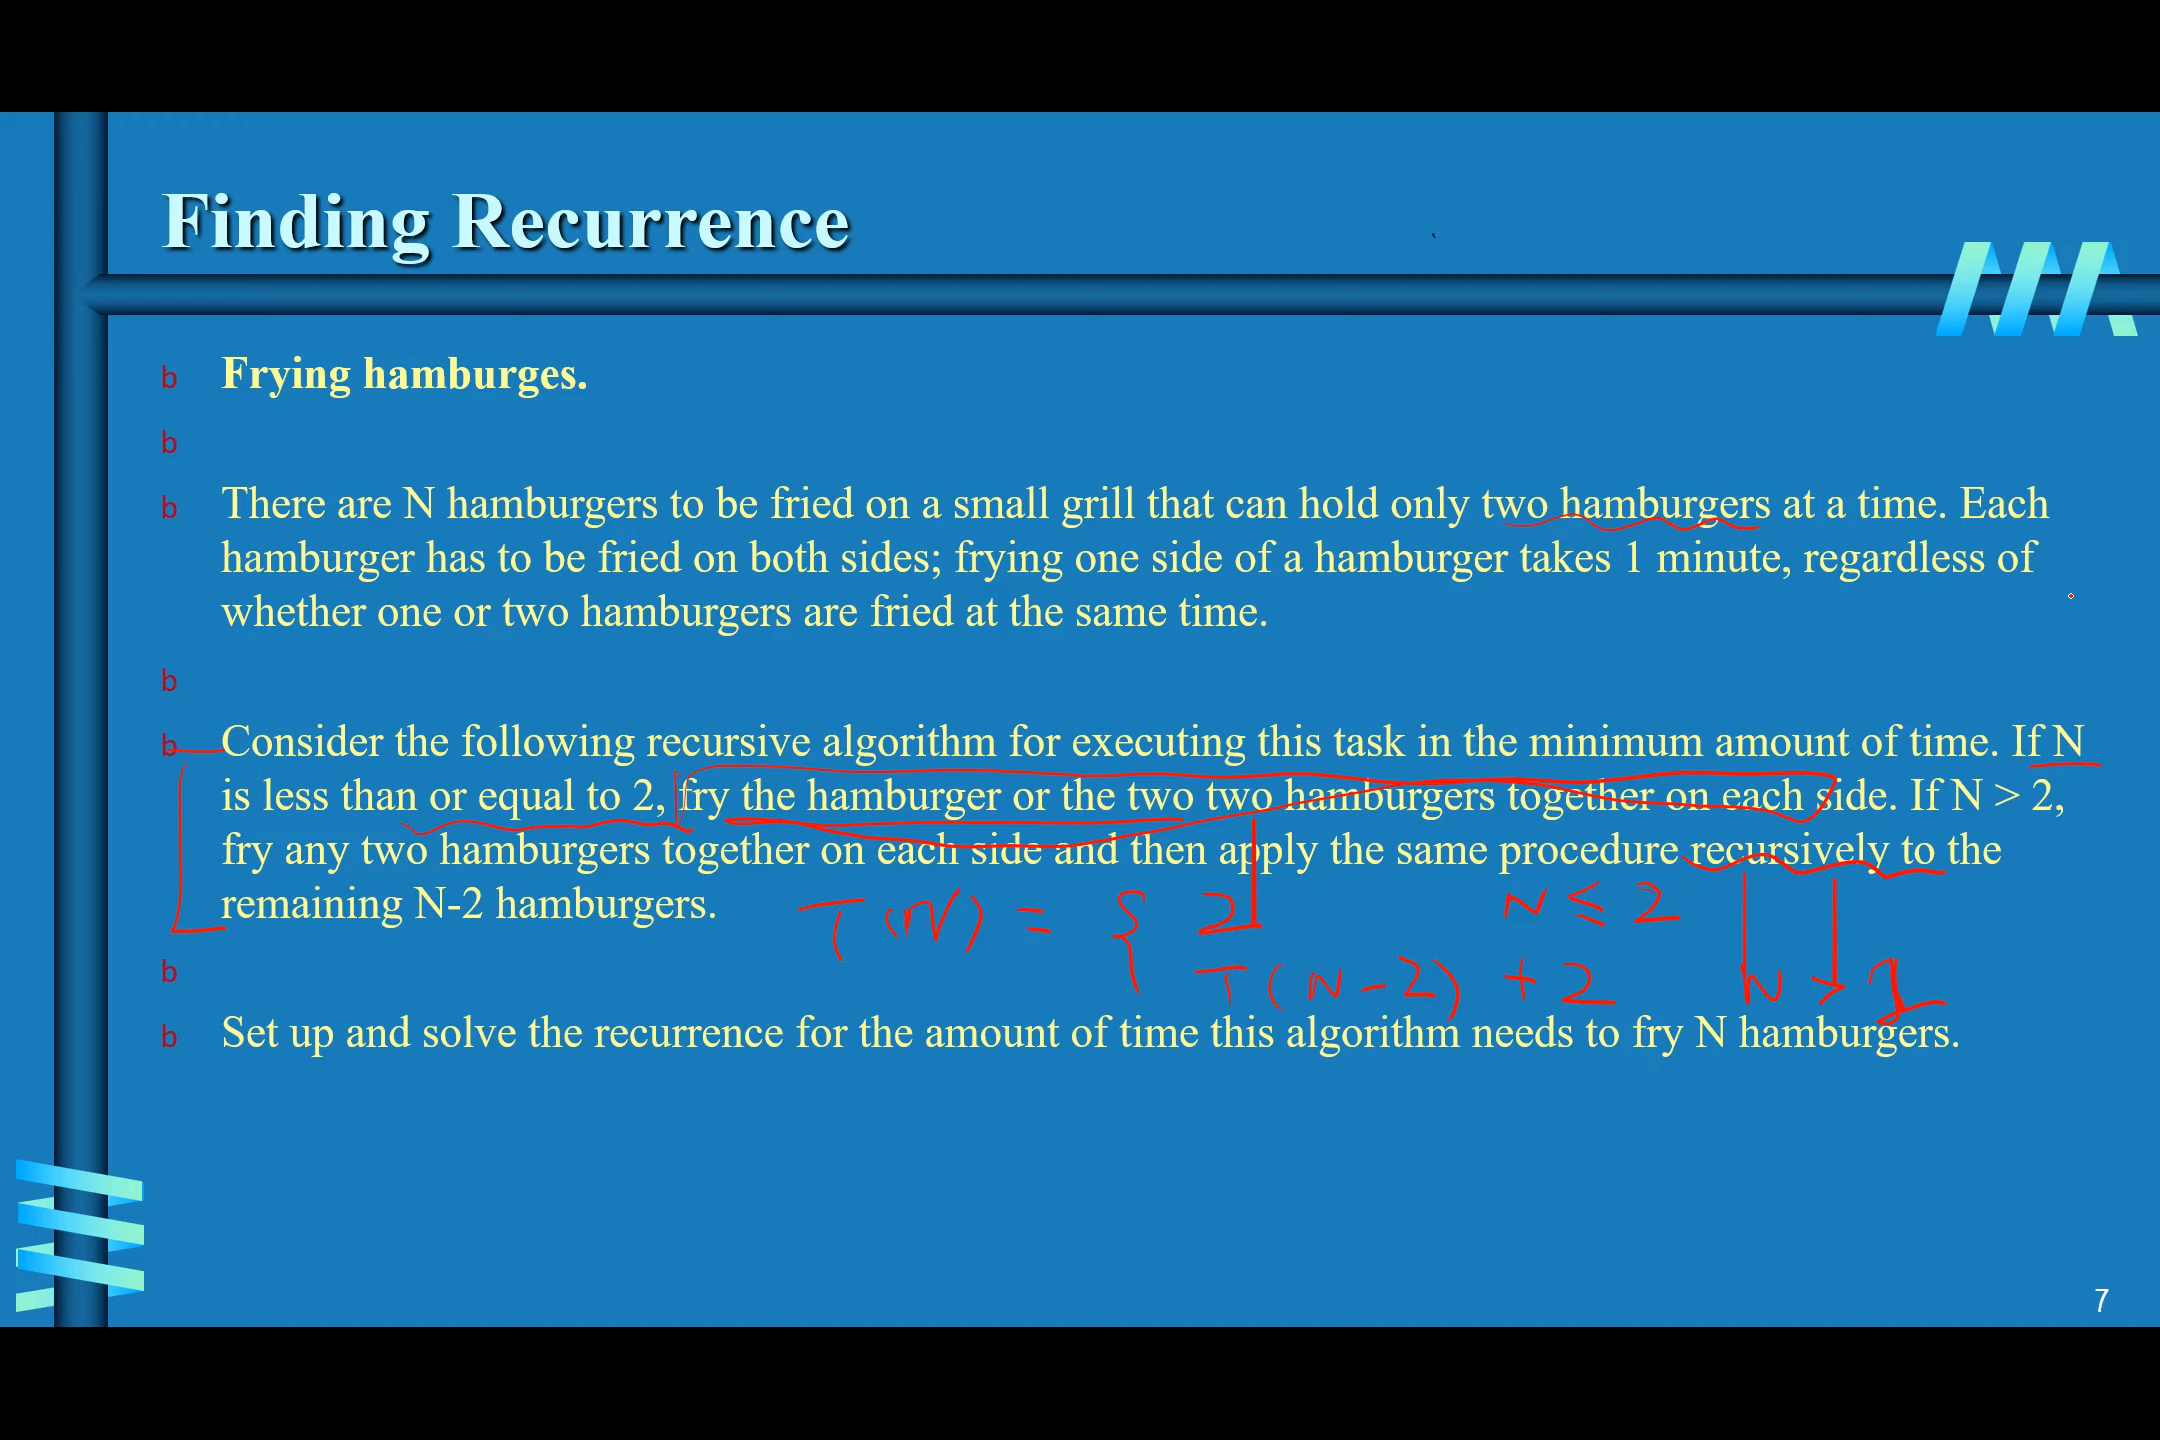 Finding Recurrence
b Frying hamburges.
b
b There are N hamburgers to be fried on a small grill that can hold only two hamburgers at a time. Each
hamburger has to be fried on both sides; frying one side of a hamburger takes 1 minute, regardless of
whether one or two hamburgers are fried at the same time.
b
b Consider the following recursive algorithm for executing this task in the minimum amount of time. If N
is less than or equal to 2, fry the hamburger or the two two hamburgers together on each side. If N > 2,
fry any two hamburgers together on each side and then apply the same procedure recursively to the
remaining N-2 hamburgers.
T(N) = { 2 N ≤ 2
T(N-2) + 2 N >
b
b Set up and solve the recurrence for the amount of time this algorithm needs to fry N hamburgers.
7